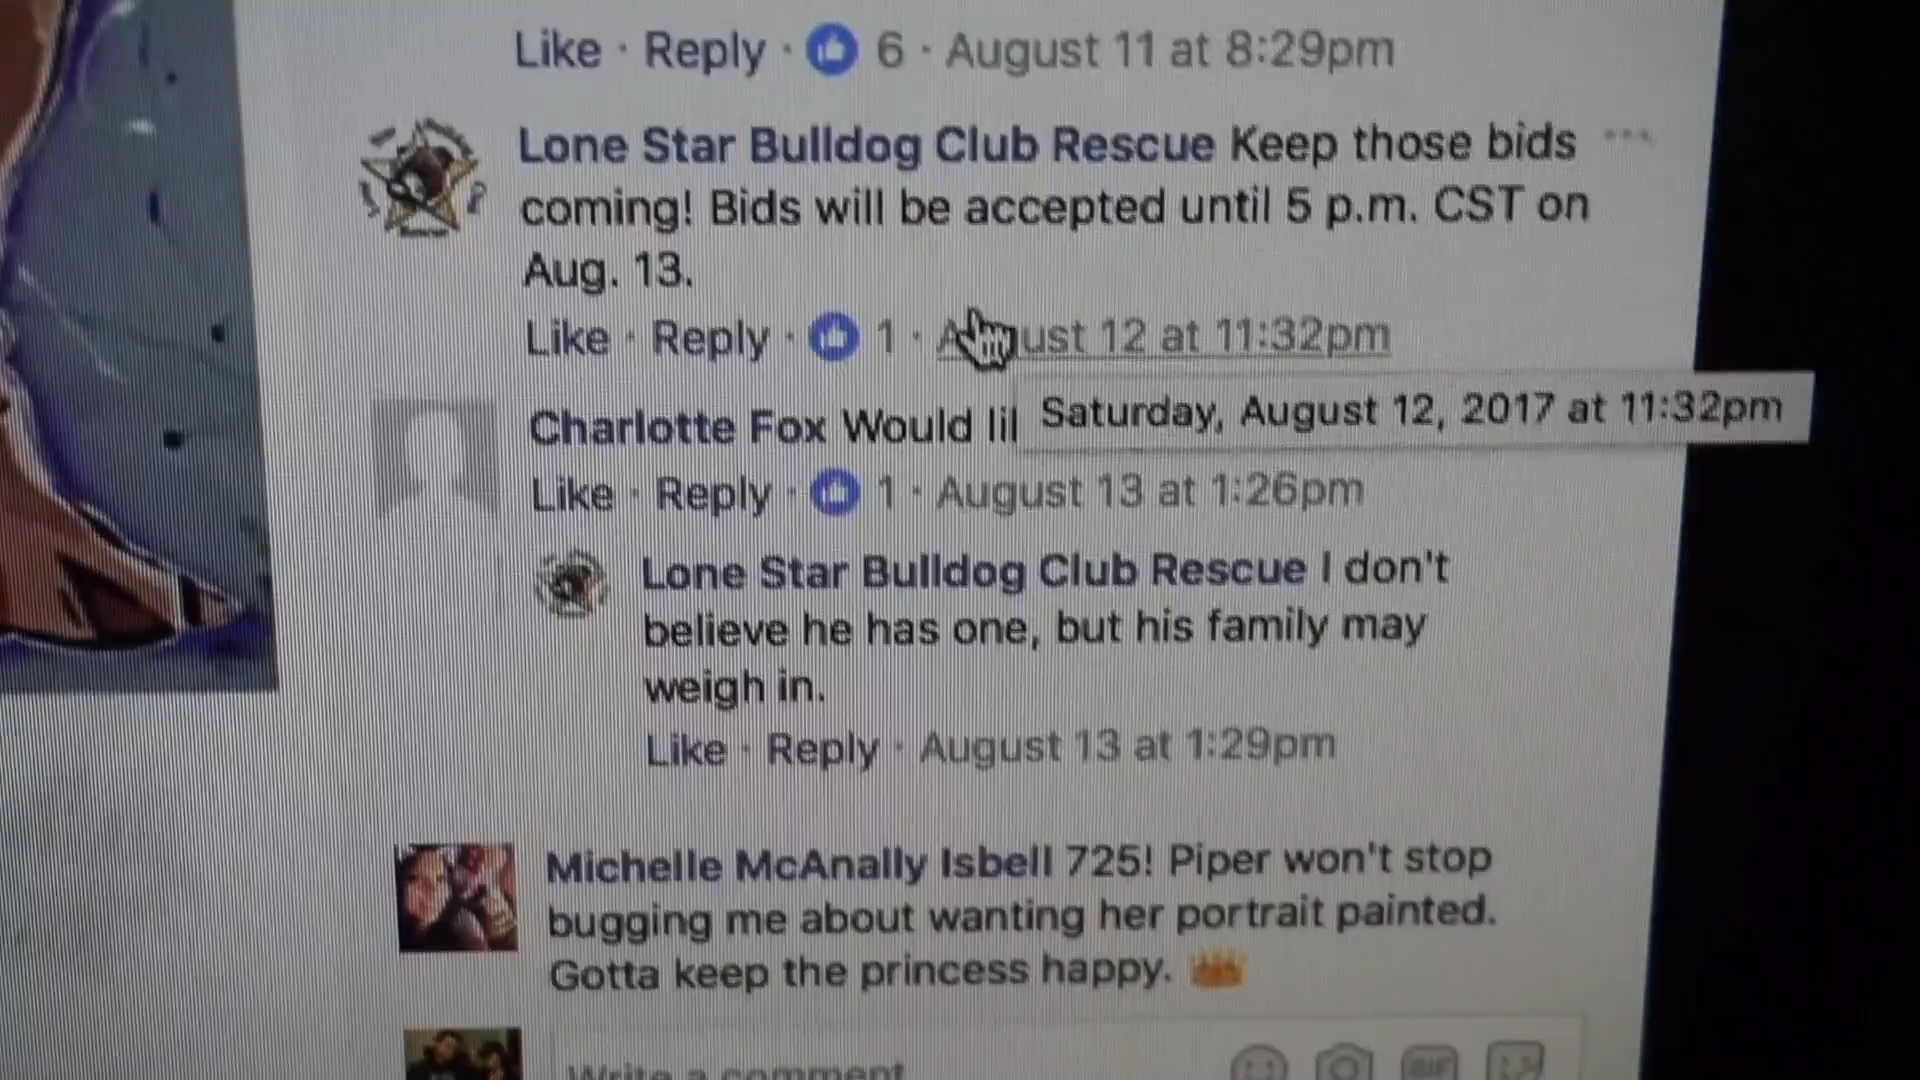 Like · Reply · 6 · August 11 at 8:29pm
Lone Star Bulldog Club Rescue Keep those bids
coming! Bids will be accepted until 5 p.m. CST on
Aug. 13.
Like · Reply · 1 · August 12 at 11:32pm
Saturday, August 12, 2017 at 11:32pm
Charlotte Fox Would
Like · Reply · 1 · August 13 at 1:26pm
Lone Star Bulldog Club Rescue I don't
believe he has one, but his family may
weigh in.
Like · Reply · August 13 at 1:29pm
Michelle McAnally Isbell 725! Piper won't stop
bugging me about wanting her portrait painted.
Gotta keep the princess happy.
Write a comment
GIF